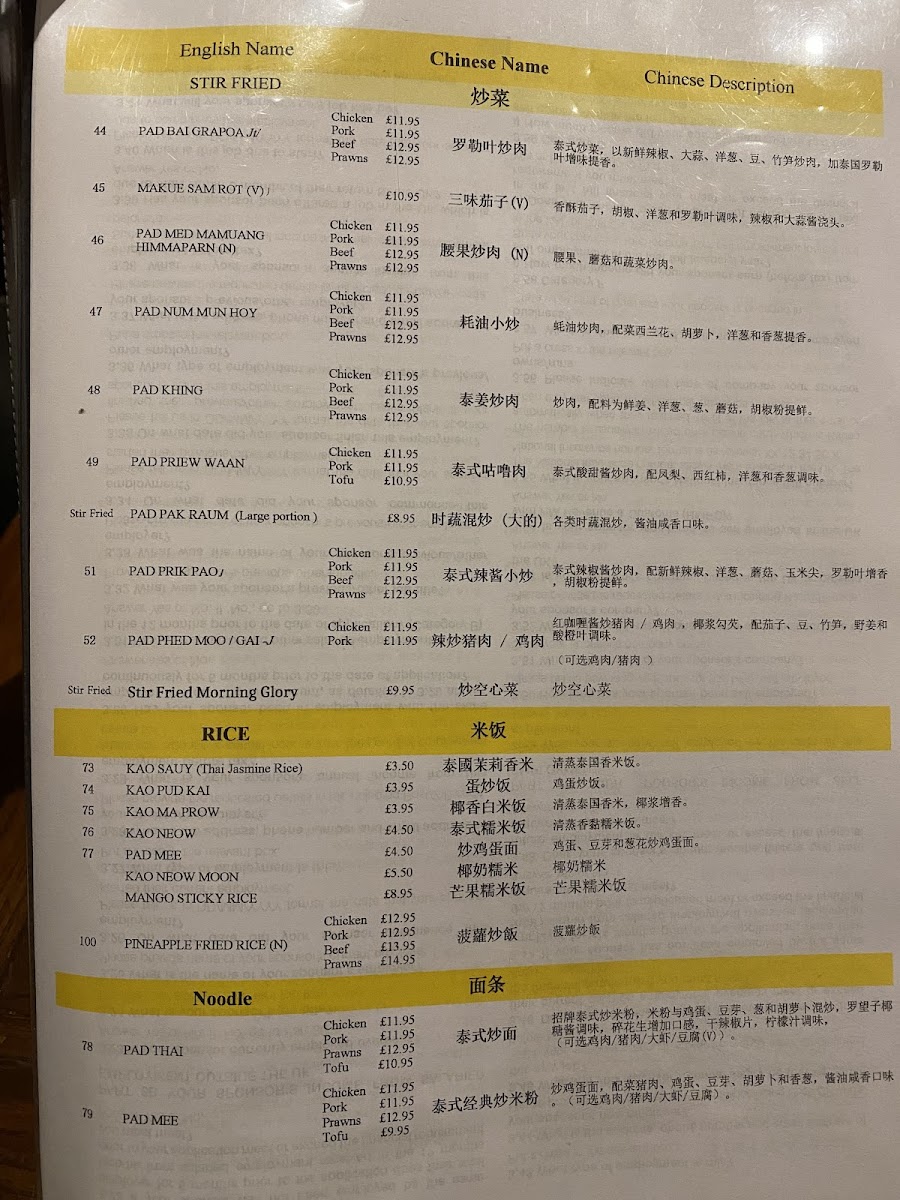 English Name Chinese Name Chinese Description
STIR FRIED 炒菜
44 PAD BAI GRAPOA Chicken £11.95 罗勒叶炒肉 泰式炒菜，以新鲜辣椒、大蒜、洋葱、豆、竹笋炒肉，加泰国罗勒
Pork £11.95 叶增味提香。
Beef £12.95
Prawns £12.95
45 MAKUE SAM ROT (V) £10.95 三味茄子(V) 香酥茄子，胡椒、洋葱和罗勒叶调味，辣椒和大蒜酱浇头。
46 PAD MED MAMUANG Chicken £11.95 腰果炒肉 (N) 腰果、蘑菇和蔬菜炒肉。
HIMMAPARN (N) Pork £11.95
Beef £12.95
Prawns £12.95
47 PAD NUM MUN HOY Chicken £11.95 耗油小炒 蚝油炒肉，配菜西兰花、胡萝卜，洋葱和香葱提香。
Pork £11.95
Beef £12.95
Prawns £12.95
48 PAD KHING Chicken £11.95 泰姜炒肉 炒肉，配料为鲜姜、洋葱、葱、蘑菇，胡椒粉提鲜。
Pork £11.95
Beef £12.95
Prawns £12.95
49 PAD PRIEW WAAN Chicken £11.95 泰式咕噜肉 泰式酸甜酱炒肉，配凤梨、西红柿，洋葱和香葱调味。
Pork £11.95
Tofu £10.95
Stir Fried PAD PAK RAUM (Large portion ) £8.95 时蔬混炒 (大的) 各类时蔬混炒，酱油咸香口味。
51 PAD PRIK PAO Chicken £11.95 泰式辣酱小炒 泰式辣椒酱炒肉，配新鲜辣椒、洋葱、蘑菇、玉米尖，罗勒叶增香
Pork £11.95 ，胡椒粉提鲜。
Beef £12.95
Prawns £12.95
52 PAD PHED MOO / GAI Chicken £11.95 辣炒猪肉 / 鸡肉 红咖喱酱炒猪肉 / 鸡肉 ，椰浆勾芡，配茄子、豆、竹笋，野姜和
Pork £11.95 酸橙叶调味。
（可选鸡肉/猪肉 ）
Stir Fried Stir Fried Morning Glory £9.95 炒空心菜 炒空心菜
RICE 米饭
73 KAO SAUY (Thai Jasmine Rice) £3.50 泰國茉莉香米 清蒸泰国香米饭。
74 KAO PUD KAI £3.95 蛋炒饭 鸡蛋炒饭。
75 KAO MA PROW £3.95 椰香白米饭 清蒸泰国香米，椰浆增香。
76 KAO NEOW £4.50 泰式糯米饭 清蒸香黏糯米饭。
77 PAD MEE £4.50 炒鸡蛋面 鸡蛋、豆芽和葱花炒鸡蛋面。
KAO NEOW MOON £5.50 椰奶糯米 椰奶糯米
MANGO STICKY RICE £8.95 芒果糯米饭 芒果糯米饭
100 PINEAPPLE FRIED RICE (N) Chicken £12.95 菠蘿炒飯 菠蘿炒飯
Pork £12.95
Beef £13.95
Prawns £14.95
Noodle 面条
78 PAD THAI Chicken £11.95 泰式炒面 招牌泰式炒米粉，米粉与鸡蛋、豆芽、葱和胡萝卜混炒，罗望子椰
Pork £11.95 糖酱调味，碎花生增加口感，干辣椒片，柠檬汁调味，
Prawns £12.95 （可选鸡肉/猪肉/大虾/豆腐(V)）。
Tofu £10.95
79 PAD MEE Chicken £11.95 泰式经典炒米粉 炒鸡蛋面，配菜猪肉、鸡蛋、豆芽、胡萝卜和香葱，酱油咸香口味
Pork £11.95 。（可选鸡肉/猪肉/大虾/豆腐）。
Prawns £12.95
Tofu £9.95